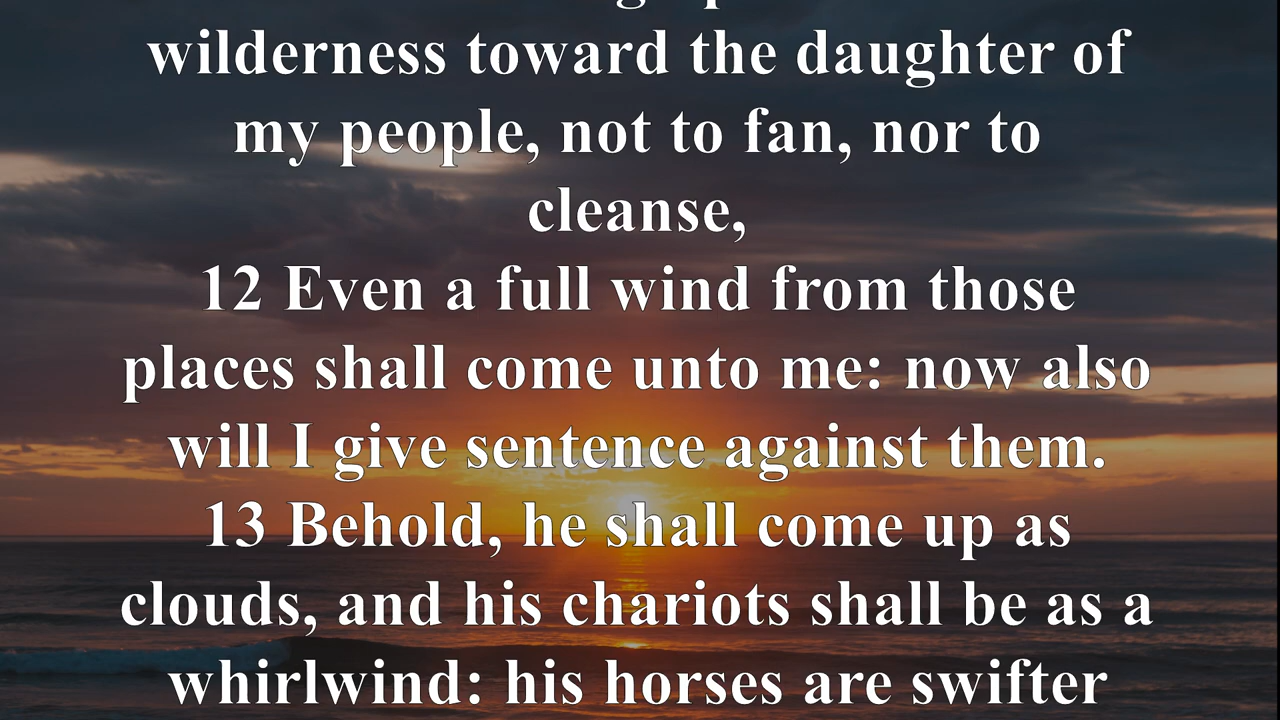 wilderness toward the daughter of
my people, not to fan, nor to
cleanse,
12 Even a full wind from those
places shall come unto me: now also
will I give sentence against them.
13 Behold, he shall come up as
clouds, and his chariots shall be as a
whirlwind: his horses are swifter